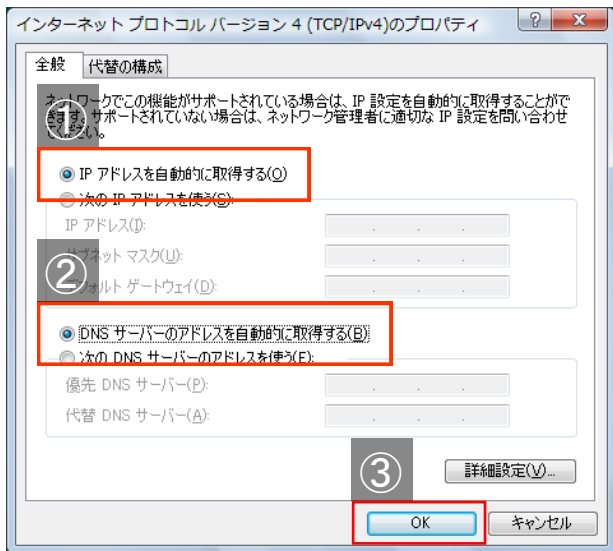 インターネット プロトコル バージョン 4 (TCP/IPv4)のプロパティ
全般
代替の構成
①
ネットワークでこの機能がサポートされている場合は、IP 設定を自動的に取得することがで
きます。サポートされていない場合は、ネットワーク管理者に適切な IP 設定を問い合わせ
てください。
IP アドレスを自動的に取得する(O)
次の IP アドレスを使う(S):
IP アドレス(I):
サブネット マスク(U):
②
デフォルト ゲートウェイ(D):
DNS サーバーのアドレスを自動的に取得する(B)
次の DNS サーバーのアドレスを使う(E):
優先 DNS サーバー(P):
代替 DNS サーバー(A):
③
詳細設定(V)...
OK
キャンセル